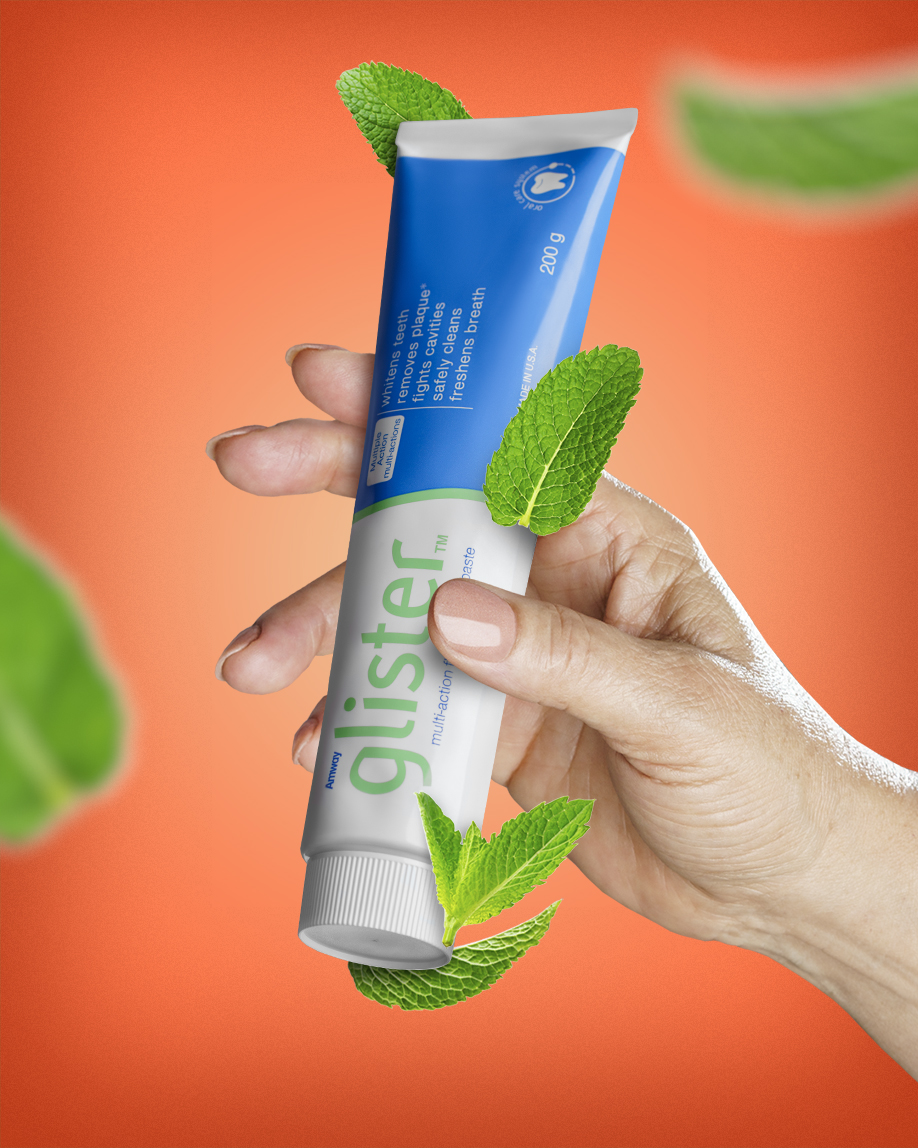 oral care system
200 g
whitens teeth
removes plaque*
fights cavities
safely cleans
freshens breath
MADE IN U.S.A.
Multiple
Action
multi-actions
glister™
multi-action
Amway